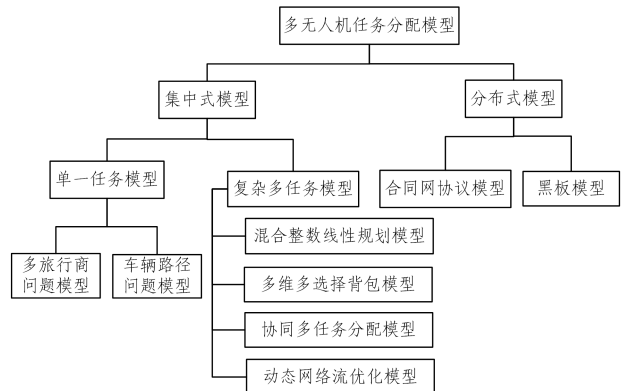 多无人机任务分配模型
集中式模型
分布式模型
单一任务模型
复杂多任务模型
合同网协议模型
黑板模型
多旅行商
问题模型
车辆路径
问题模型
混合整数线性规划模型
多维多选择背包模型
协同多任务分配模型
动态网络流优化模型